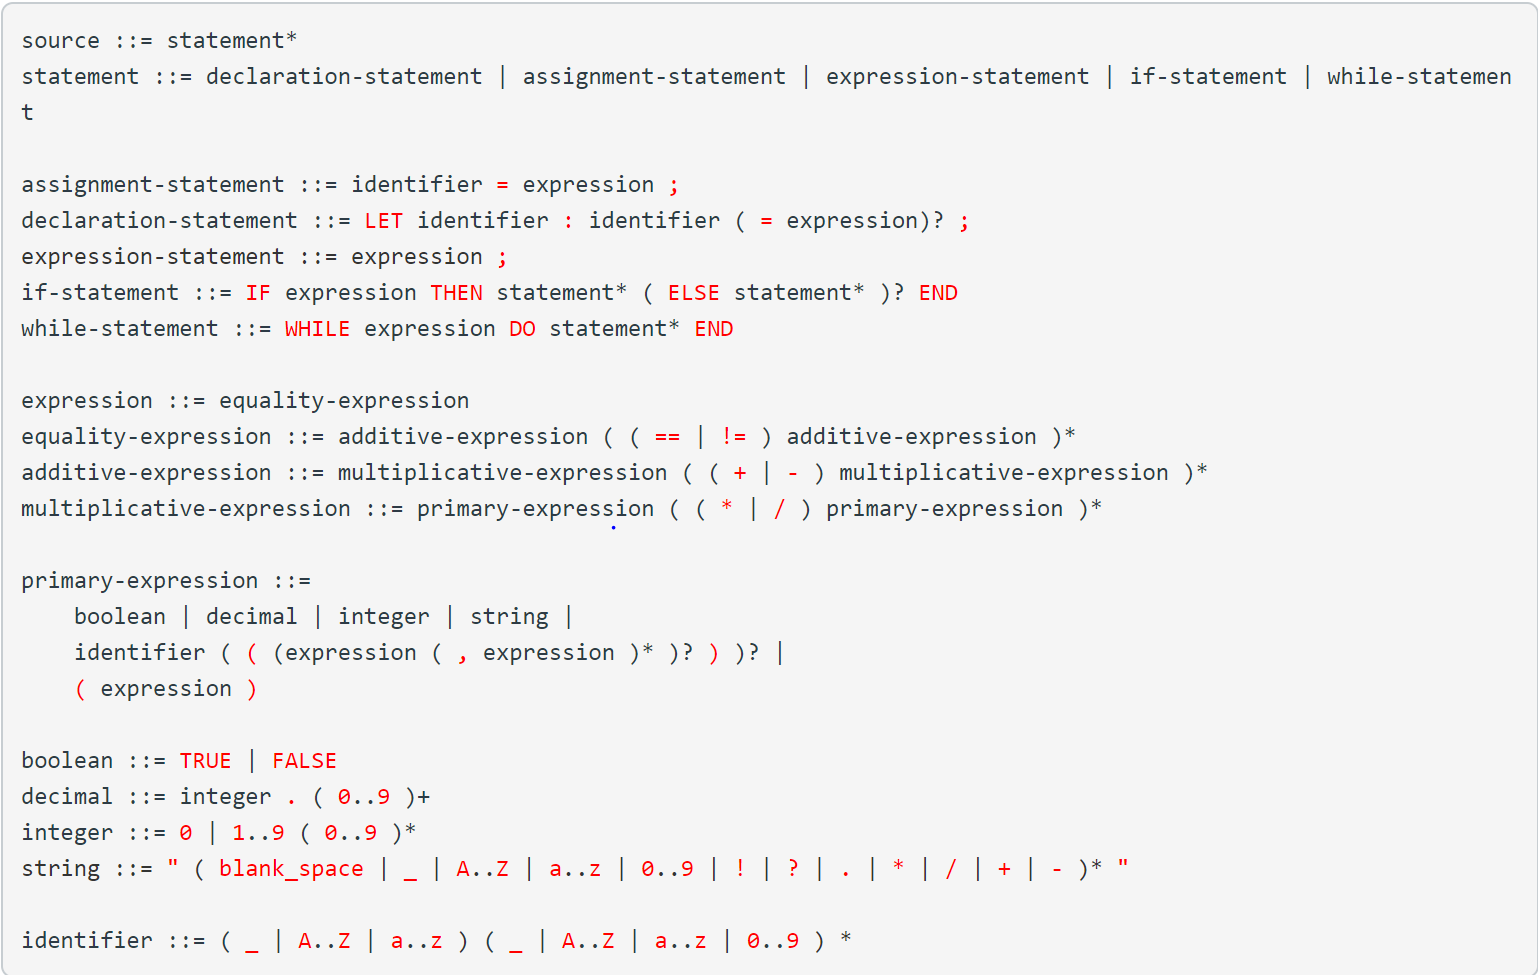 source ::= statement*
statement ::= declaration-statement | assignment-statement | expression-statement | if-statement | while-statemen
t
assignment-statement ::= identifier = expression ;
declaration-statement ::= LET identifier : identifier ( = expression)? ;
expression-statement ::= expression ;
if-statement ::= IF expression THEN statement* ( ELSE statement* )? END
while-statement ::= WHILE expression DO statement* END
expression ::= equality-expression
equality-expression ::= additive-expression ( ( == | != ) additive-expression )*
additive-expression ::= multiplicative-expression ( ( + | - ) multiplicative-expression )*
multiplicative-expression ::= primary-expression ( ( * | / ) primary-expression )*
primary-expression ::=
    boolean | decimal | integer | string |
    identifier ( ( (expression ( , expression )* )? ) )? |
    ( expression )
boolean ::= TRUE | FALSE
decimal ::= integer . ( 0..9 )+
integer ::= 0 | 1..9 ( 0..9 )*
string ::= " ( blank_space | _ | A..Z | a..z | 0..9 | ! | ? | . | * | / | + | - )* "
identifier ::= ( _ | A..Z | a..z ) ( _ | A..Z | a..z | 0..9 ) *